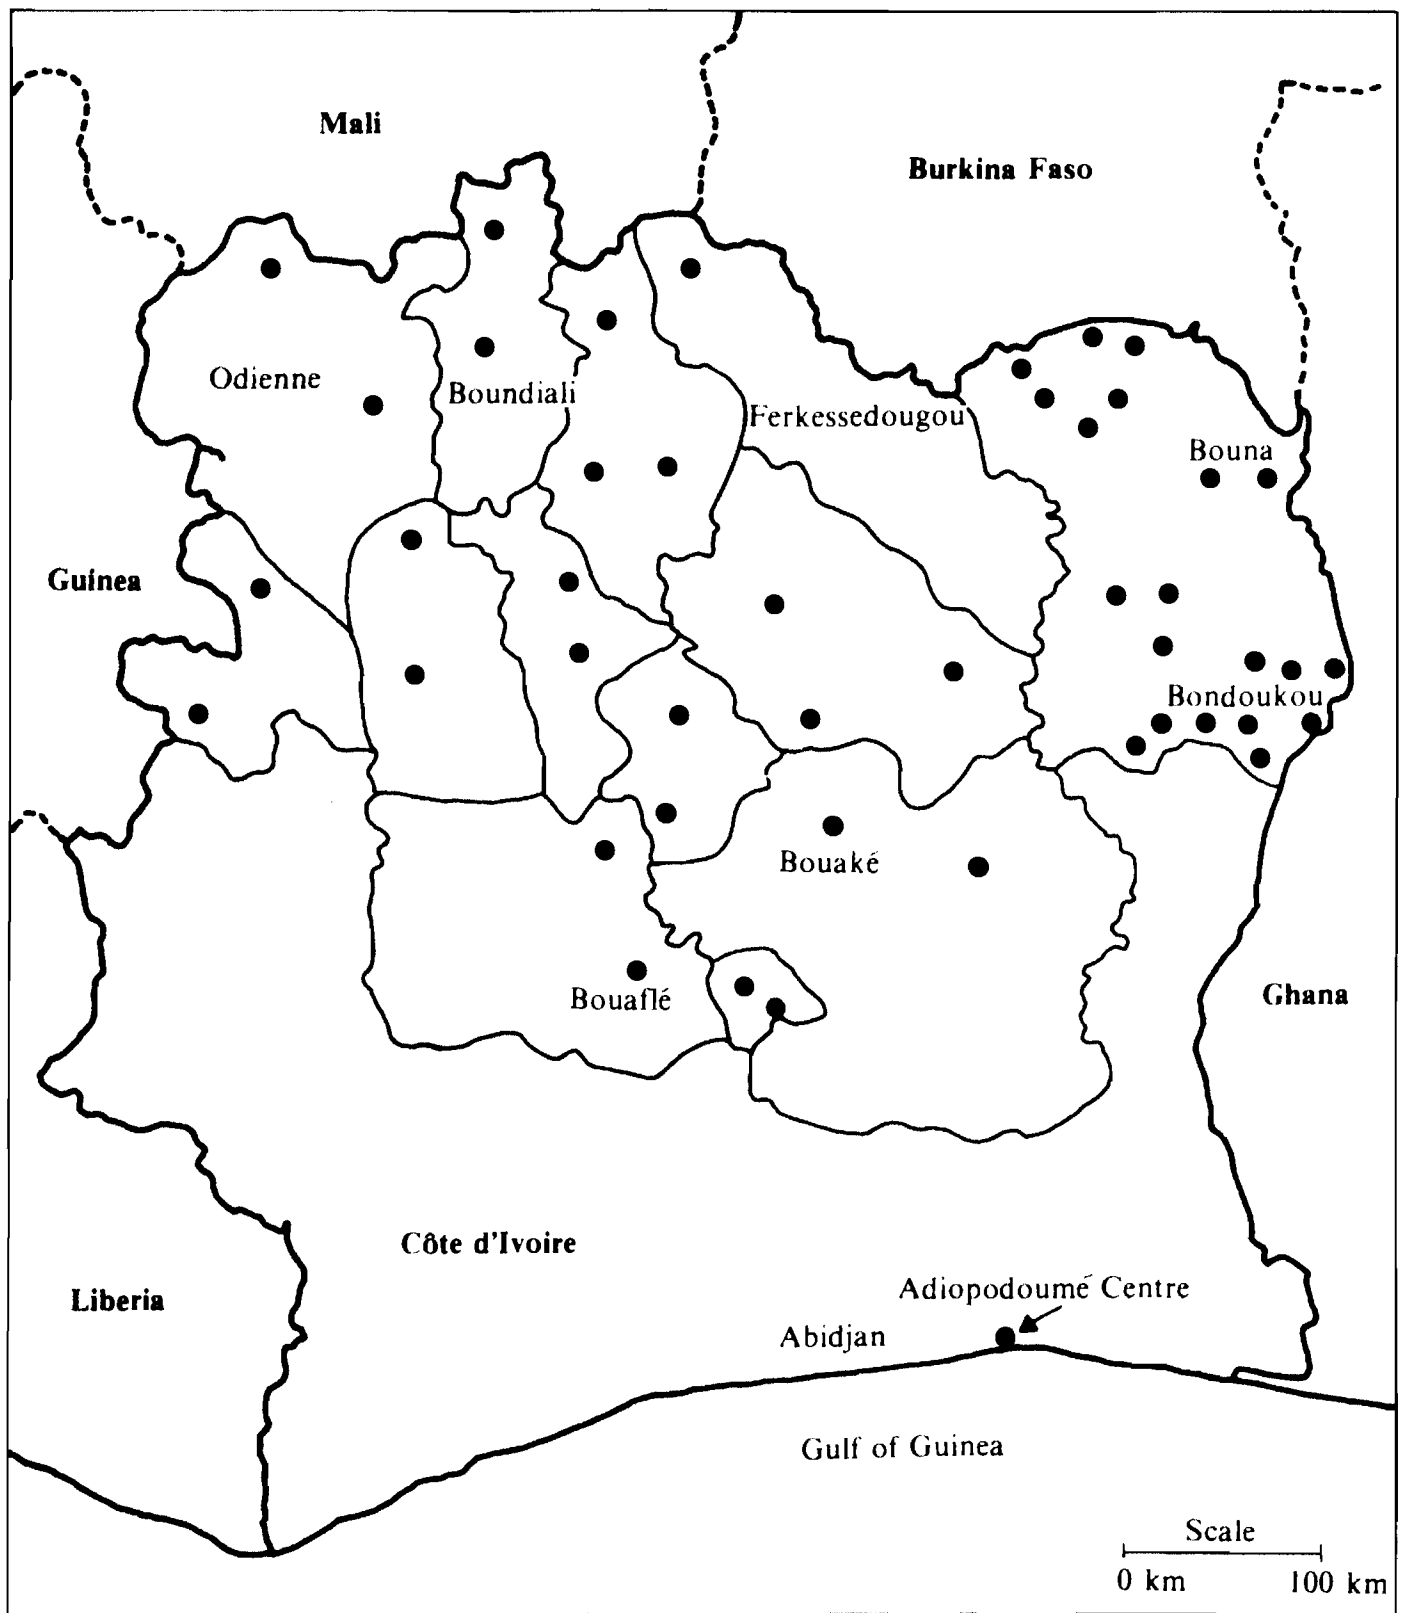 Mali
Burkina Faso
Odienne
Boundiali
Ferkessedougou
Bouna
Guinea
Bondoukou
Bouaké
Bouaflé
Ghana
Côte d'Ivoire
Liberia
Adiopodoumé Centre
Abidjan
Gulf of Guinea
Scale
0 km 100 km